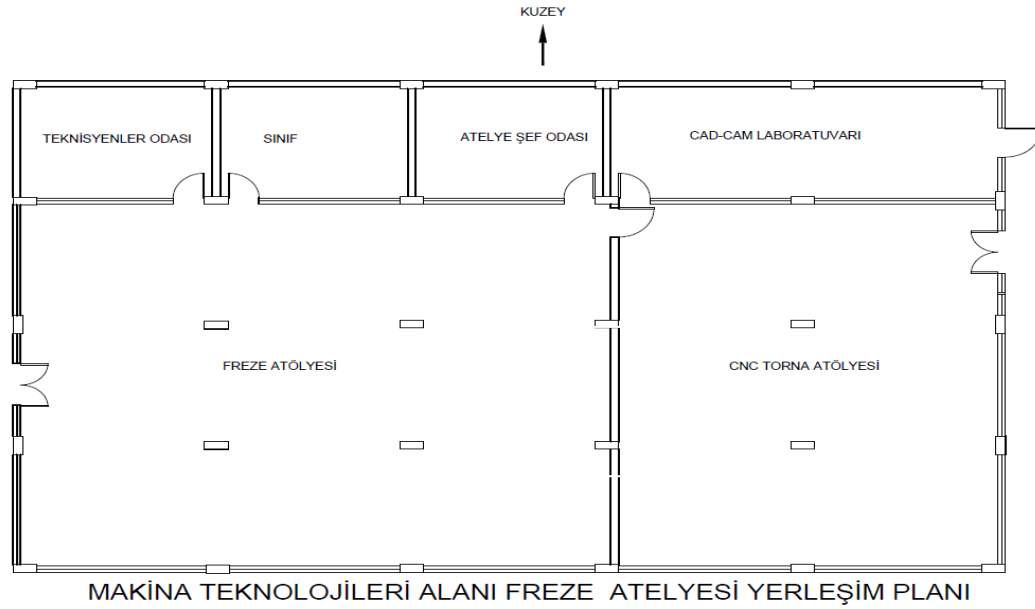 KUZEY
TEKNİSYENLER ODASI
SINIF
ATELYE ŞEF ODASI
CAD-CAM LABORATUVARI
FREZE ATÖLYESİ
CNC TORNA ATÖLYESİ
MAKİNA TEKNOLOJİLERİ ALANI FREZE ATELYESİ YERLEŞİM PLANI